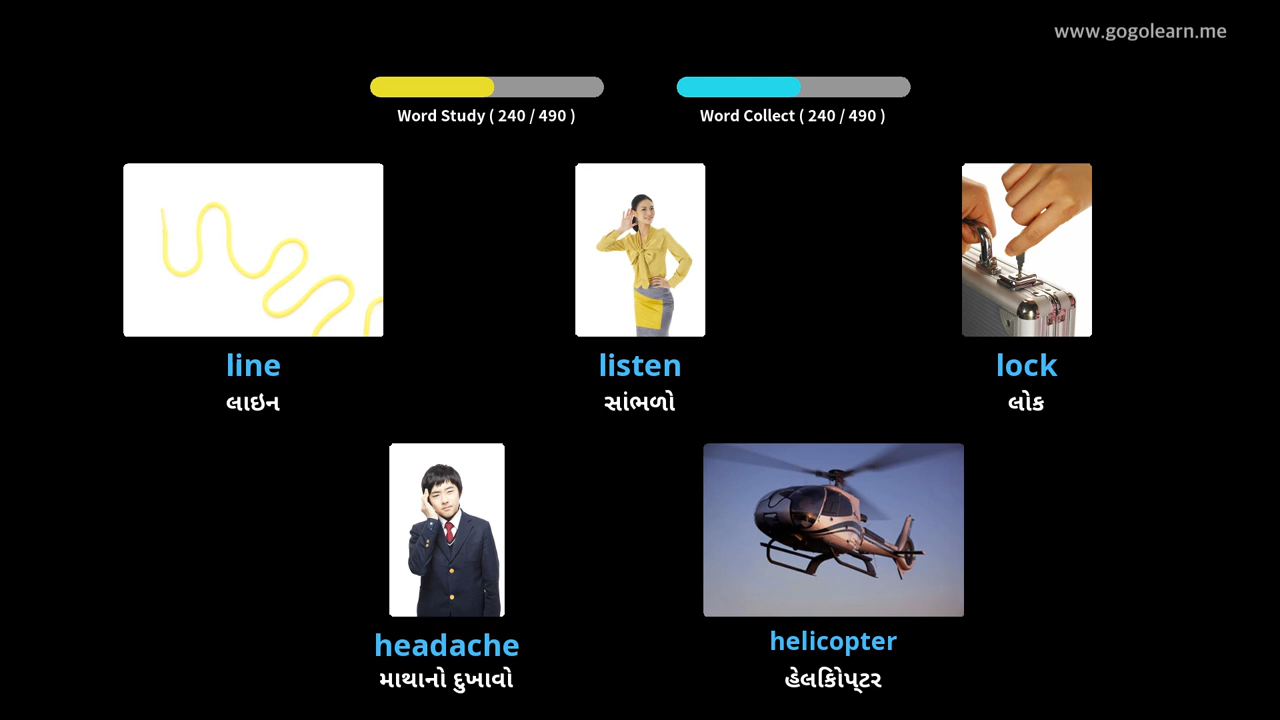 www.gogolearn.me
Word Study ( 240 / 490 )
Word Collect ( 240 / 490 )
line
લાઇન
listen
સાંભળો
lock
લોક
headache
માથાનો દુખાવો
helicopter
હેલિકોપ્ટર